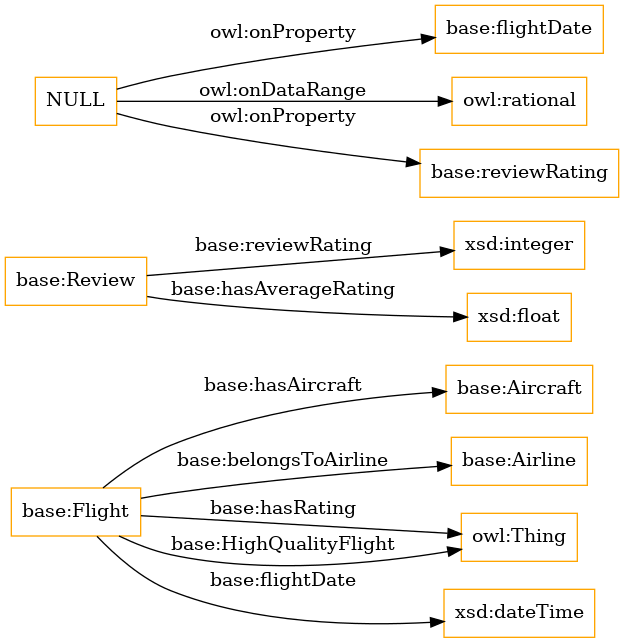 owl:onProperty
base:flightDate
NULL
owl:onDataRange
owl:rational
owl:onProperty
base:reviewRating
base:Review
base:reviewRating
xsd:integer
base:hasAverageRating
xsd:float
base:hasAircraft
base:Aircraft
base:belongsToAirline
base:Airline
base:Flight
base:hasRating
owl:Thing
base:HighQualityFlight
base:flightDate
xsd:dateTime